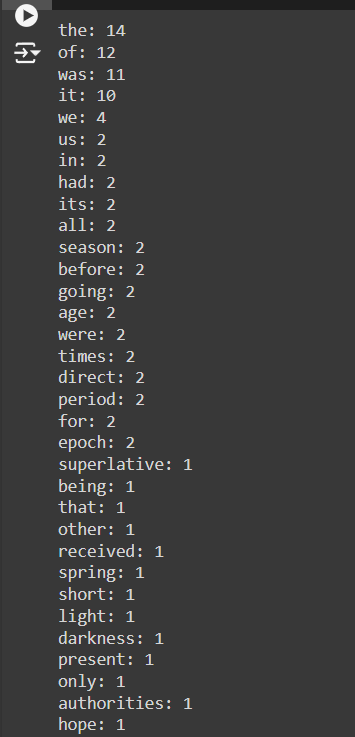 the: 14
of: 12
was: 11
it: 10
we: 4
us: 2
in: 2
had: 2
its: 2
all: 2
season: 2
before: 2
going: 2
age: 2
were: 2
times: 2
direct: 2
period: 2
for: 2
epoch: 2
superlative: 1
being: 1
that: 1
other: 1
received: 1
spring: 1
short: 1
light: 1
darkness: 1
present: 1
only: 1
authorities: 1
hope: 1